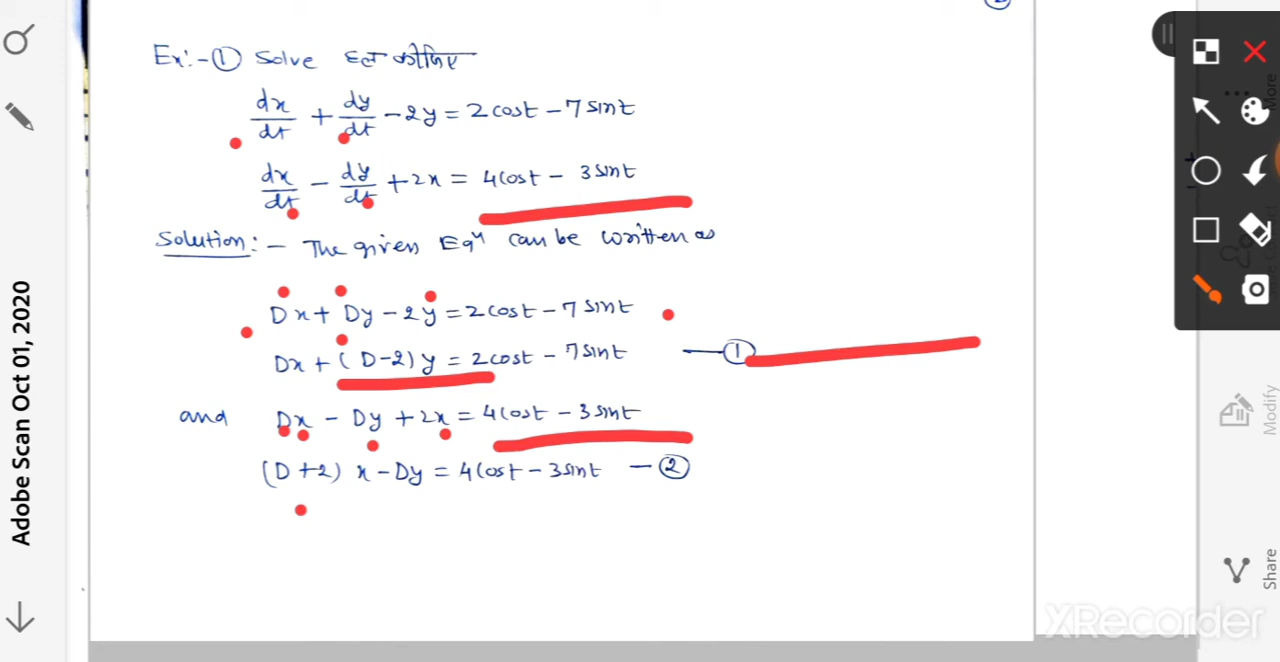 ②
Ex:-① Solve हल कीजिए
dx/dt + dy/dt - 2y = 2cost - 7sint
dx/dt - dy/dt + 2x = 4cost - 3sint
Solution:- The given Eqⁿ can be written as
Dx + Dy - 2y = 2cost - 7sint
Dx + (D-2)y = 2cost - 7sint —①
and Dx - Dy + 2x = 4cost - 3sint
(D+2) x - Dy = 4cost - 3sint —②
Adobe Scan Oct 01, 2020
More
Modify
Share
XRecorder